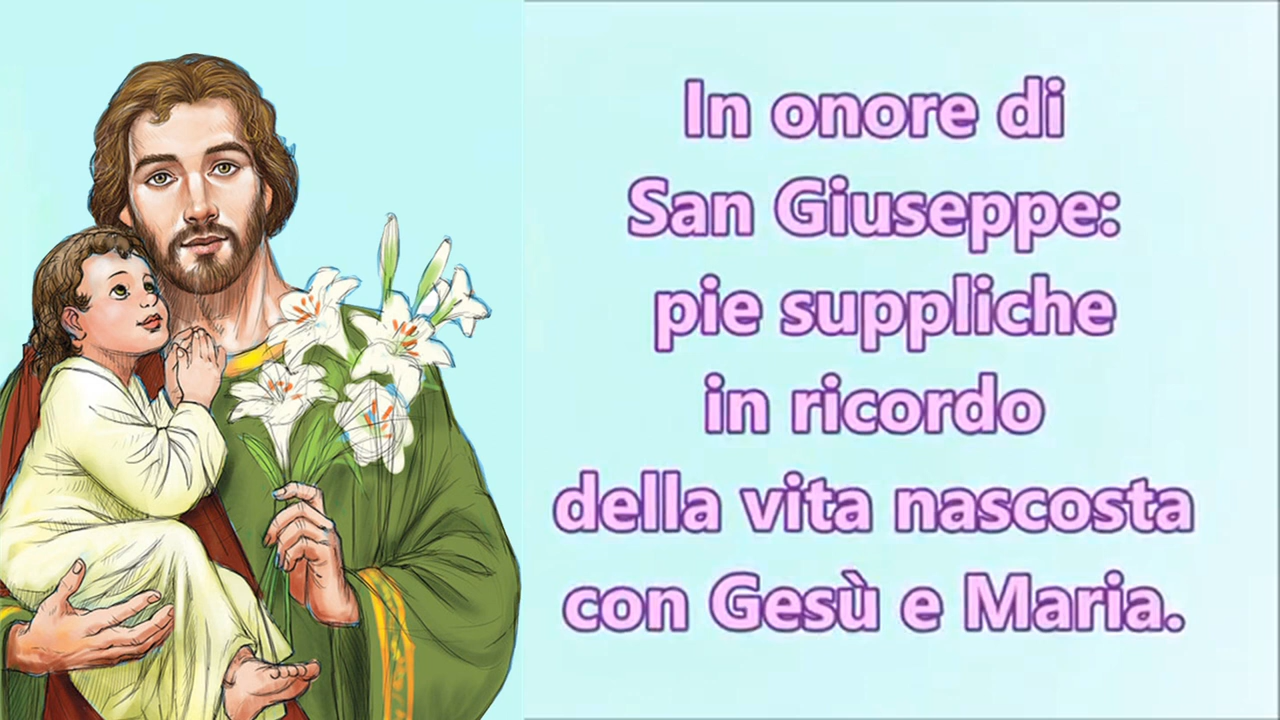 In onore di
San Giuseppe:
pie suppliche
in ricordo
della vita nascosta
con Gesù e Maria.